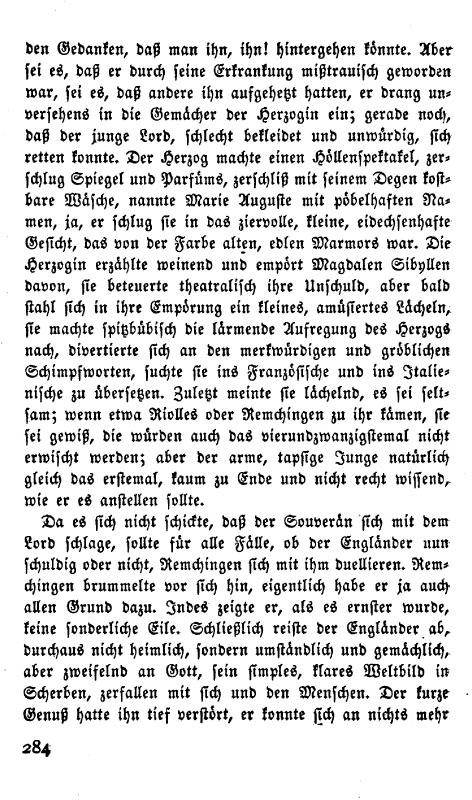 den Gedanken, daß man ihn, ihn! hintergehen könnte. Aber
sei es, daß er durch seine Erkrankung mißtrauisch geworden
war, sei es, daß andere ihn aufgehetzt hatten, er drang un-
versehens in die Gemächer der Herzogin ein; gerade noch,
daß der junge Lord, schlecht bekleidet und unwürdig, sich
retten konnte. Der Herzog machte einen Höllenspektakel, zer-
schlug Spiegel und Parfüms, zerschliß mit seinem Degen kost-
bare Wäsche, nannte Marie Auguste mit pöbelhaften Na-
men, ja, er schlug sie in das ziervolle, kleine, eidechsenhafte
Gesicht, das von der Farbe alten, edlen Marmors war. Die
Herzogin erzählte weinend und empört Magdalen Sibyllen
davon, sie beteuerte theatralisch ihre Unschuld, aber bald
stahl sich in ihre Empörung ein kleines, amüsiertes Lächeln,
sie machte spitzbübisch die lärmende Aufregung des Herzogs
nach, divertierte sich an den merkwürdigen und gröblichen
Schimpfworten, suchte sie ins Französische und ins Italie-
nische zu übersetzen. Zuletzt meinte sie lächelnd, es sei selt-
sam; wenn etwa Riolles oder Remchingen zu ihr kämen, sie
sei gewiß, die würden auch das vierundzwanzigstemal nicht
erwischt werden; aber der arme, tapsige Junge natürlich
gleich das erstemal, kaum zu Ende und nicht recht wissend,
wie er es anstellen sollte.
Da es sich nicht schickte, daß der Souverän sich mit dem
Lord schlage, sollte für alle Fälle, ob der Engländer nun
schuldig oder nicht, Remchingen sich mit ihm duellieren. Rem-
chingen brummelte vor sich hin, eigentlich habe er ja auch
allen Grund dazu. Indes zeigte er, als es ernster wurde,
keine sonderliche Eile. Schließlich reiste der Engländer ab,
durchaus nicht heimlich, sondern umständlich und gemächlich,
aber zweifelnd an Gott, sein simples, klares Weltbild in
Scherben, zerfallen mit sich und den Menschen. Der kurze
Genuß hatte ihn tief verstört, er konnte sich an nichts mehr
284